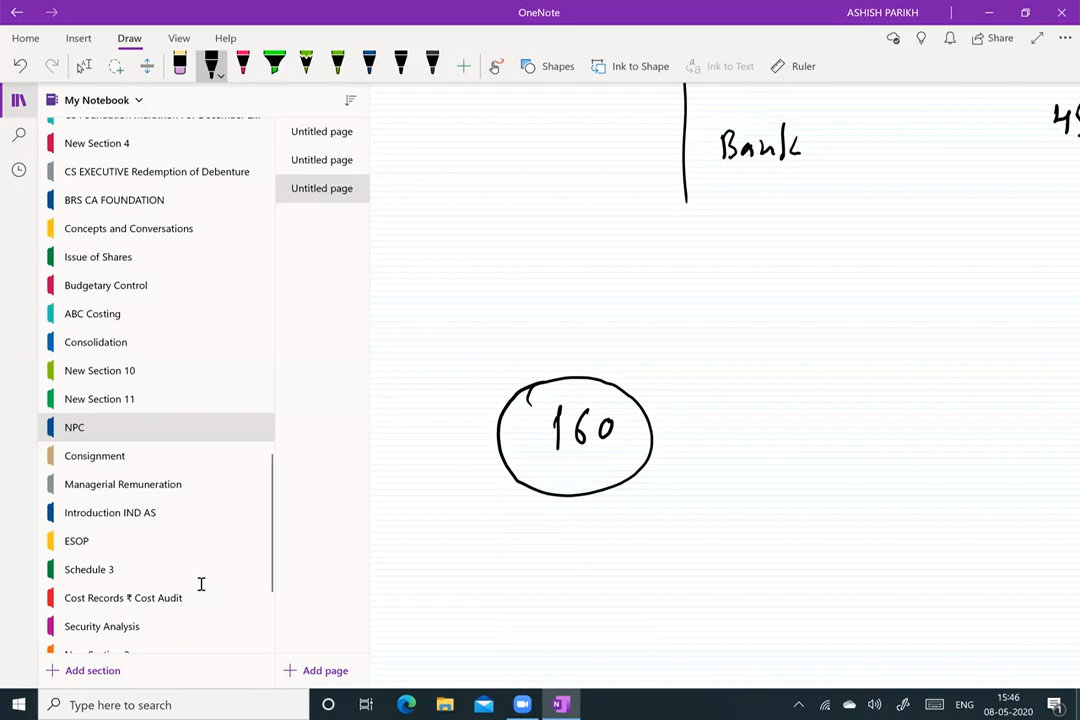 OneNote
ASHISH PARIKH
Home
Insert
Draw
View
Help
Share
Shapes
Ink to Shape
Ink to Text
Ruler
My Notebook
New Section 4
CS EXECUTIVE Redemption of Debenture
BRS CA FOUNDATION
Concepts and Conversations
Issue of Shares
Budgetary Control
ABC Costing
Consolidation
New Section 10
New Section 11
NPC
Consignment
Managerial Remuneration
Introduction IND AS
ESOP
Schedule 3
Cost Records ₹ Cost Audit
Security Analysis
Add section
Untitled page
Untitled page
Untitled page
Add page
Bank
160
Type here to search
ENG
15:46
08-05-2020